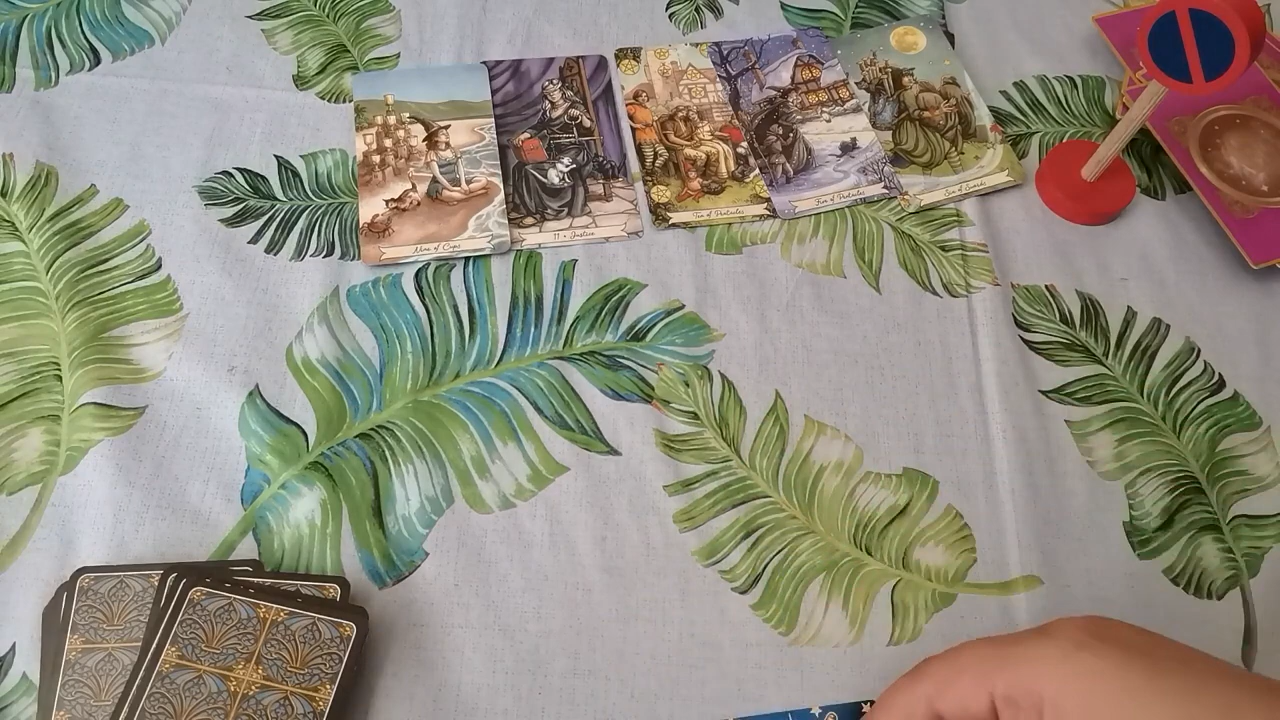 Nine of Cups
11 • Justice
Ten of Pentacles
Five of Pentacles
Six of Swords